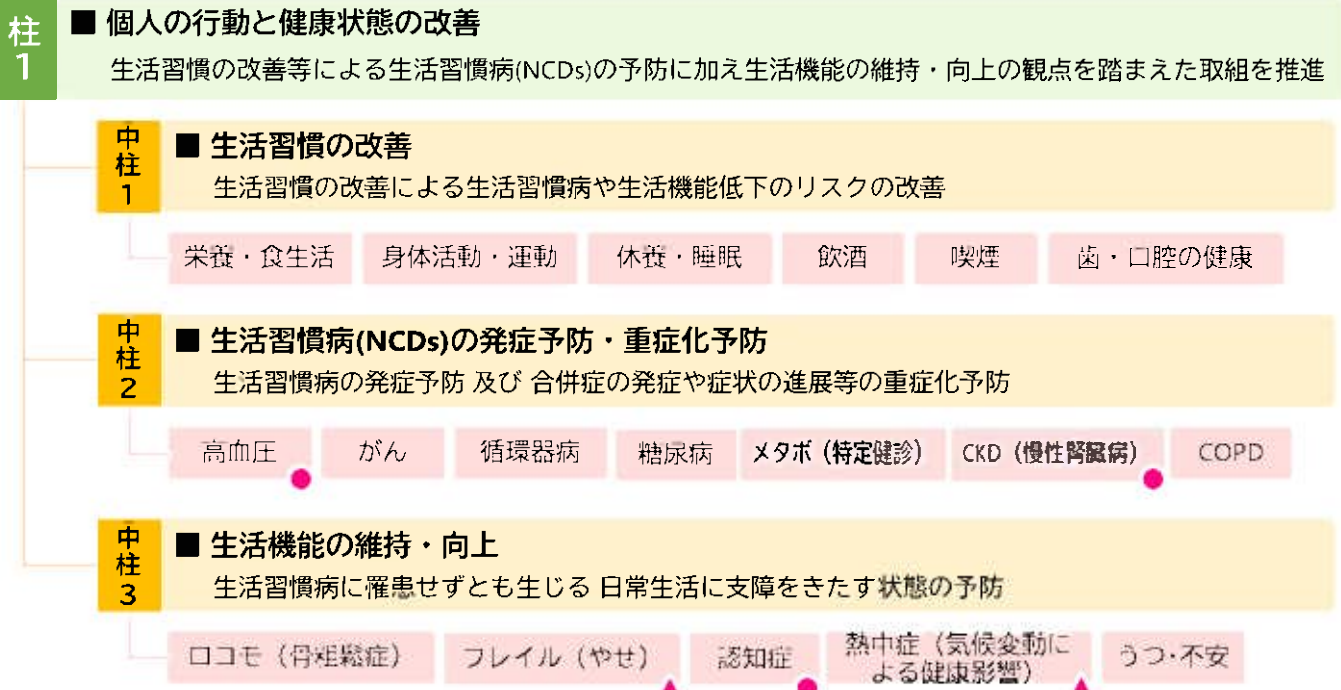 柱1
■ 個人の行動と健康状態の改善
生活習慣の改善等による生活習慣病(NCDs)の予防に加え生活機能の維持・向上の観点を踏まえた取組を推進
中柱1
■ 生活習慣の改善
生活習慣の改善による生活習慣病や生活機能低下のリスクの改善
栄養・食生活 身体活動・運動 休養・睡眠 飲酒 喫煙 歯・口腔の健康
中柱2
■ 生活習慣病(NCDs)の発症予防・重症化予防
生活習慣病の発症予防 及び 合併症の発症や症状の進展等の重症化予防
高血圧 がん 循環器病 糖尿病 メタボ（特定健診） CKD（慢性腎臓病） COPD
中柱3
■ 生活機能の維持・向上
生活習慣病に罹患せずとも生じる 日常生活に支障をきたす状態の予防
ロコモ（骨粗鬆症） フレイル（やせ） 認知症 熱中症（気候変動に
よる健康影響） うつ・不安